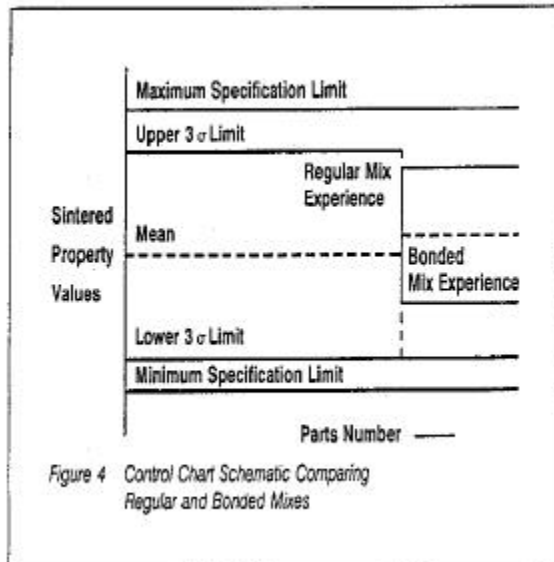 Maximum Specification Limit
Upper 3 σ Limit
Regular Mix
Experience
Sintered
Property
Values
Mean
Bonded
Mix Experience
Lower 3 σ Limit
Minimum Specification Limit
Parts Number
Figure 4 Control Chart Schematic Comparing
Regular and Bonded Mixes